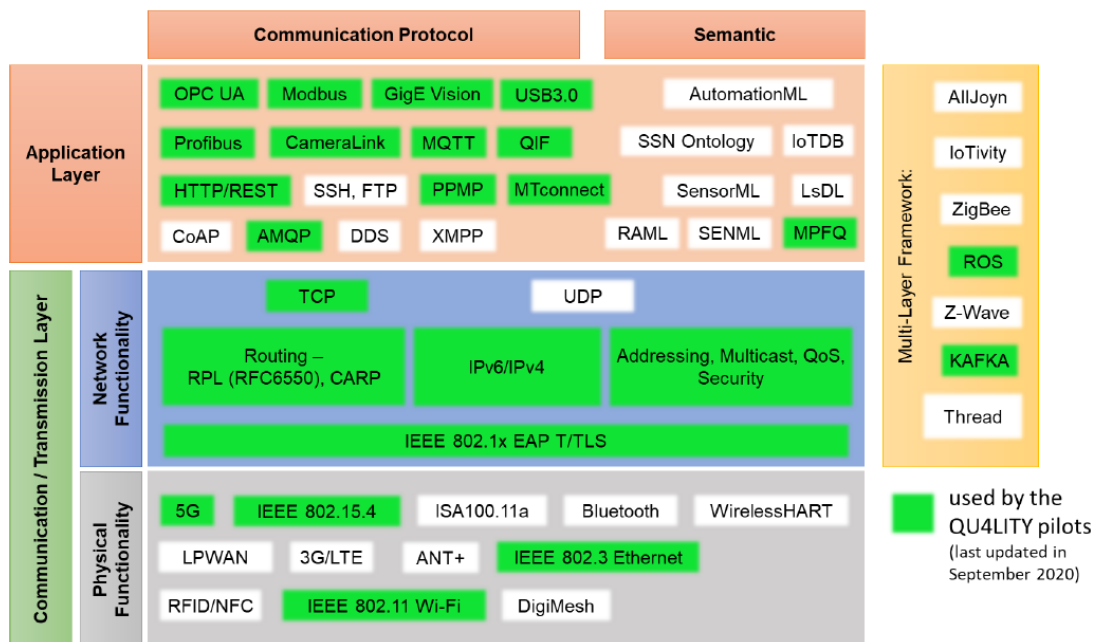 Communication Protocol
Semantic
Application
Layer
OPC UA
Modbus
GigE Vision
USB3.0
AutomationML
Profibus
CameraLink
MQTT
QIF
SSN Ontology
IoTDB
HTTP/REST
SSH, FTP
PPMP
MTconnect
SensorML
LsDL
CoAP
AMQP
DDS
XMPP
RAML
SENML
MPFQ
Communication / Transmission Layer
Network
Functionality
TCP
UDP
Routing –
RPL (RFC6550), CARP
IPv6/IPv4
Addressing, Multicast, QoS,
Security
IEEE 802.1x EAP T/TLS
Physical
Functionality
5G
IEEE 802.15.4
ISA100.11a
Bluetooth
WirelessHART
LPWAN
3G/LTE
ANT+
IEEE 802.3 Ethernet
RFID/NFC
IEEE 802.11 Wi-Fi
DigiMesh
Multi-Layer Framework:
AllJoyn
IoTivity
ZigBee
ROS
Z-Wave
KAFKA
Thread
used by the
QU4LITY pilots
(last updated in
September 2020)